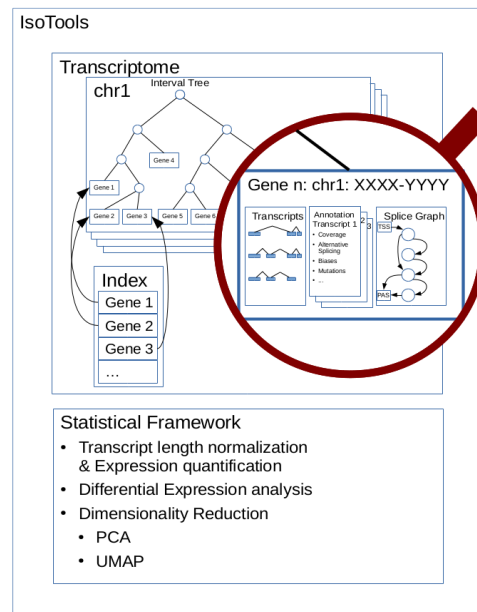 IsoTools
Transcriptome
chr1
Interval Tree
Gene 4
Gene 1
Gene 2
Gene 3
Gene 5
Gene 6
Index
Gene 1
Gene 2
Gene 3
...
Gene n: chr1: XXXX-YYYY
Transcripts
Annotation
Transcript 1
2
3
• Coverage
• Alternative
Splicing
• Biases
• Mutations
• ...
Splice Graph
TSS
PAS
Statistical Framework
• Transcript length normalization
& Expression quantification
• Differential Expression analysis
• Dimensionality Reduction
• PCA
• UMAP